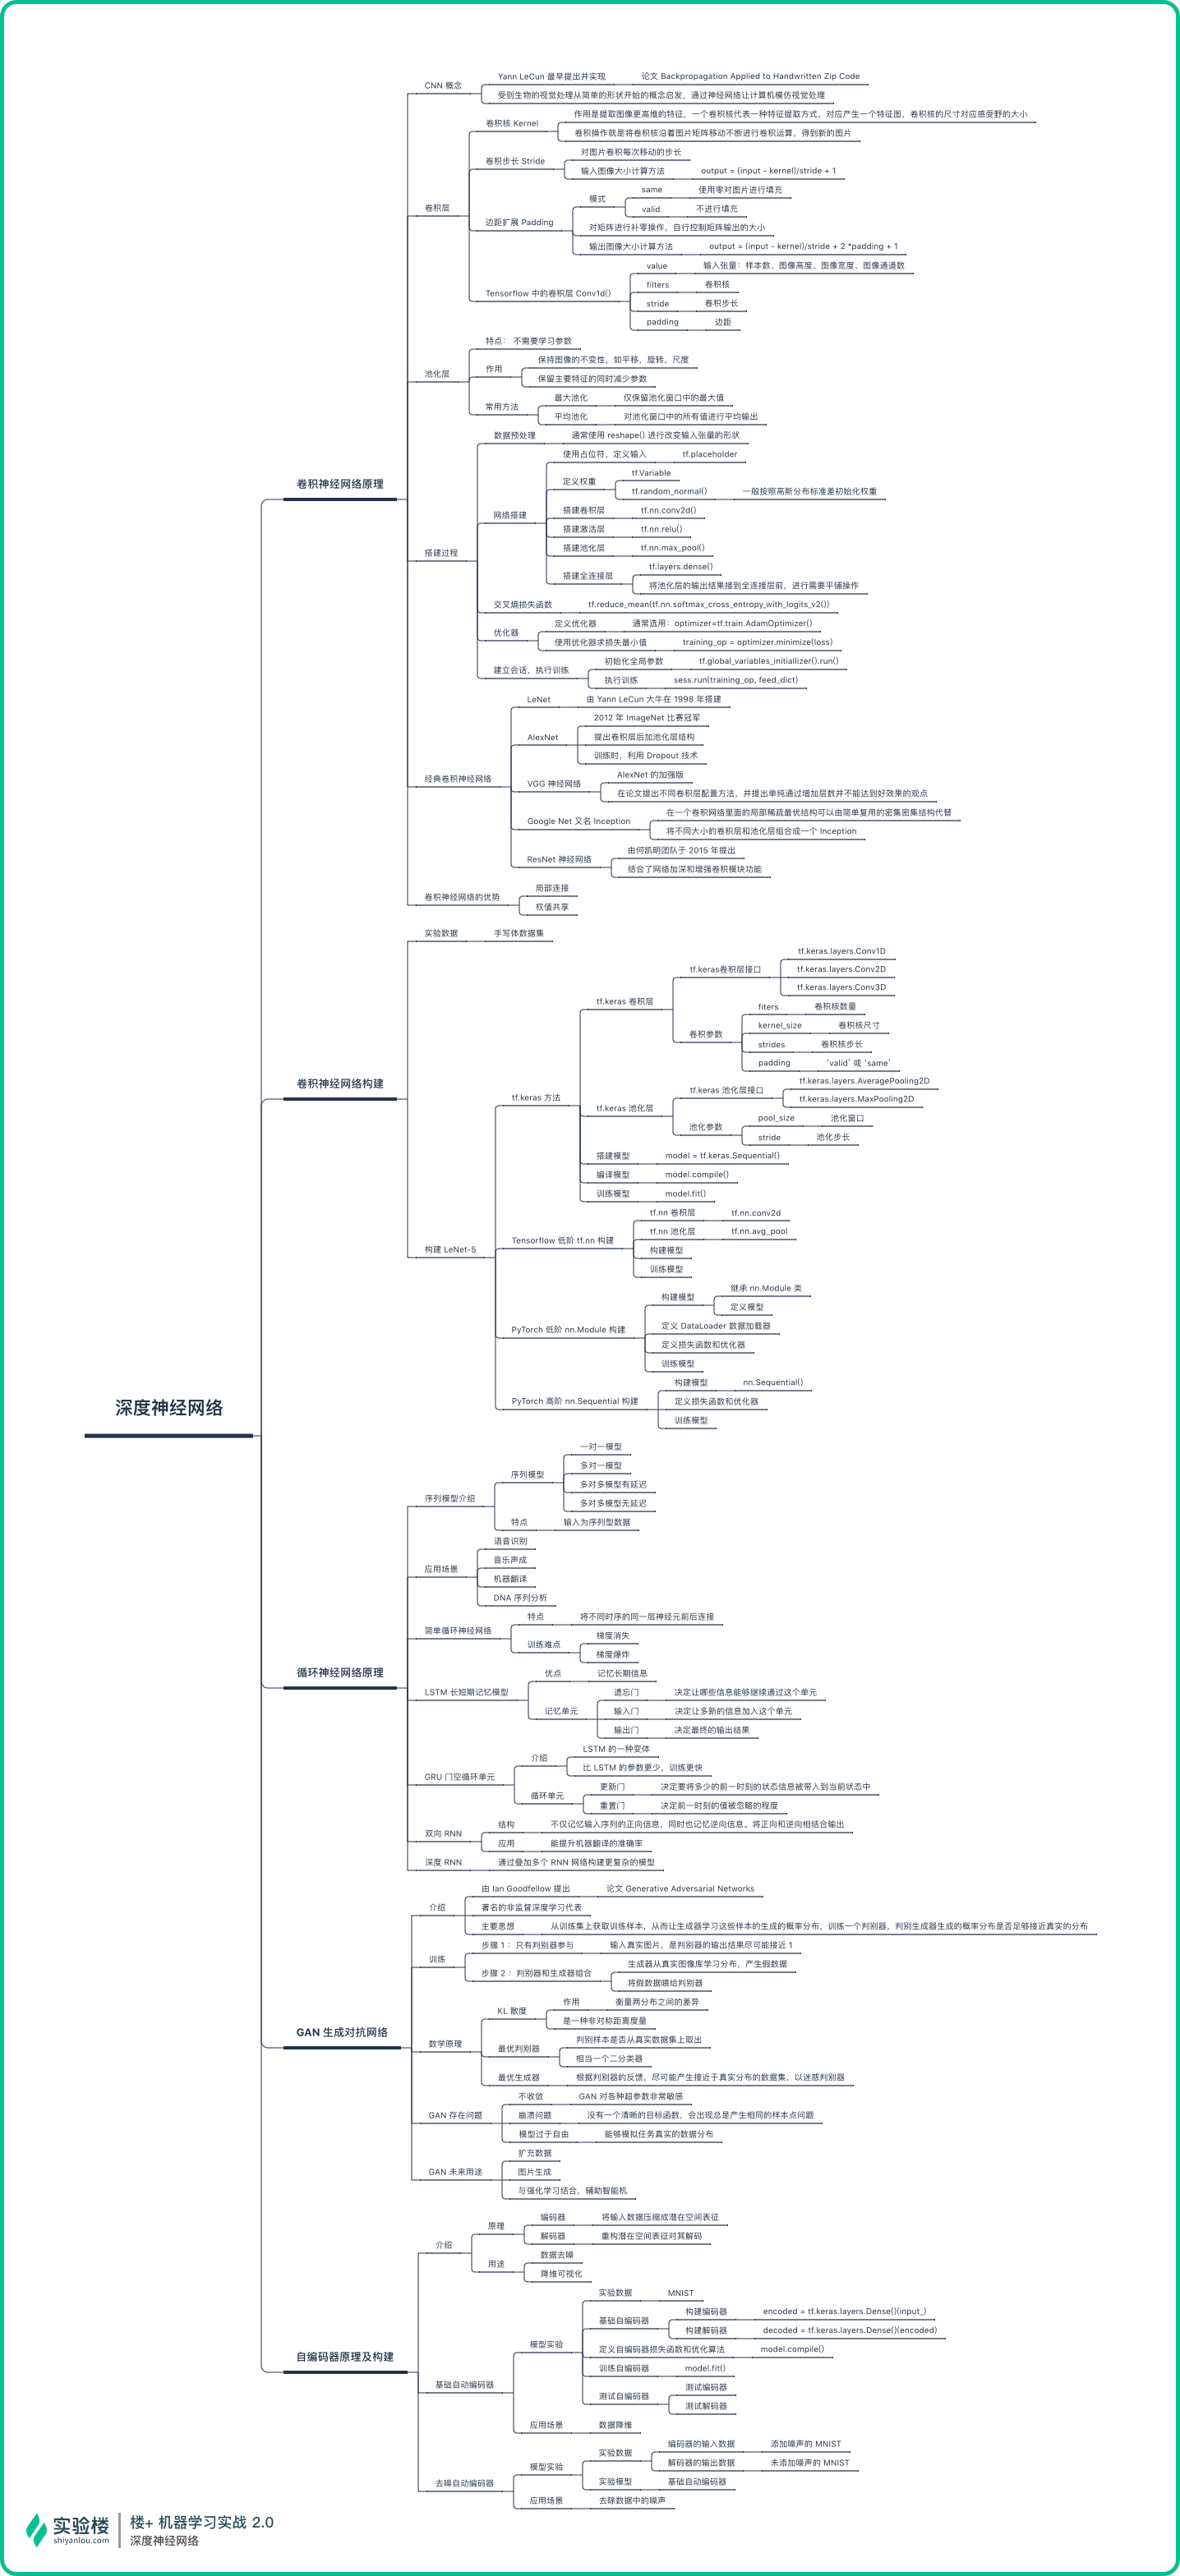 深度神经网络
卷积神经网络原理
CNN 概念
Yann LeCun 最早提出并实现
论文 Backpropagation Applied to Handwritten Zip Code
受到生物的视觉处理从简单的形状开始的概念启发，通过神经网络让计算机模仿视觉处理
卷积层
卷积核 Kernel
作用是提取图像更高维的特征，一个卷积核代表一种特征提取方式，对应产生一个特征图，卷积核的尺寸对应感受野的大小
卷积操作就是将卷积核沿着图片矩阵移动不断进行卷积运算，得到新的图片
卷积步长 Stride
对图片卷积每次移动的步长
输入图像大小计算方法
output = (input - kernel)/stride + 1
边距扩展 Padding
模式
same
使用零对图片进行填充
valid
不进行填充
对矩阵进行补零操作，自行控制矩阵输出的大小
输出图像大小计算方法
output = (input - kernel)/stride + 2 *padding + 1
Tensorflow 中的卷积层 Conv1d()
value
输入张量：样本数、图像高度、图像宽度、图像通道数
filters
卷积核
stride
卷积步长
padding
边距
池化层
特点： 不需要学习参数
作用
保持图像的不变性，如平移，旋转，尺度
保留主要特征的同时减少参数
常用方法
最大池化
仅保留池化窗口中的最大值
平均池化
对池化窗口中的所有值进行平均输出
搭建过程
数据预处理
通常使用 reshape() 进行改变输入张量的形状
网络搭建
使用占位符，定义输入
tf.placeholder
定义权重
tf.Variable
tf.random_normal()
一般按照高斯分布标准差初始化权重
搭建卷积层
tf.nn.conv2d()
搭建激活层
tf.nn.relu()
搭建池化层
tf.nn.max_pool()
搭建全连接层
tf.layers.dense()
将池化层的输出结果接到全连接层前，进行需要平铺操作
交叉熵损失函数
tf.reduce_mean(tf.nn.softmax_cross_entropy_with_logits_v2())
优化器
定义优化器
通常选用：optimizer=tf.train.AdamOptimizer()
使用优化器求损失最小值
training_op = optimizer.minimize(loss)
建立会话，执行训练
初始化全局参数
tf.global_variables_initiallizer().run()
执行训练
sess.run(training_op, feed_dict)
经典卷积神经网络
LeNet
由 Yann LeCun 大牛在 1998 年搭建
AlexNet
2012 年 ImageNet 比赛冠军
提出卷积层后加池化层结构
训练时，利用 Dropout 技术
VGG 神经网络
AlexNet 的加强版
在论文提出不同卷积层配置方法，并提出单纯通过增加层数并不能达到好效果的观点
Google Net 又名 Inception
在一个卷积网络里面的局部稀疏最优结构可以由简单复用的密集密集结构代替
将不同大小的卷积层和池化层组合成一个 Inception
ResNet 神经网络
由何凯明团队于 2015 年提出
结合了网络加深和增强卷积模块功能
卷积神经网络的优势
局部连接
权值共享
卷积神经网络构建
实验数据
手写体数据集
构建 LeNet-5
tf.keras 方法
tf.keras 卷积层
tf.keras卷积层接口
tf.keras.layers.Conv1D
tf.keras.layers.Conv2D
tf.keras.layers.Conv3D
卷积参数
fiters
卷积核数量
kernel_size
卷积核尺寸
strides
卷积核步长
padding
‘valid’ 或 ‘same’
tf.keras 池化层
tf.keras 池化层接口
tf.keras.layers.AveragePooling2D
tf.keras.layers.MaxPooling2D
池化参数
pool_size
池化窗口
stride
池化步长
搭建模型
model = tf.keras.Sequential()
编译模型
model.compile()
训练模型
model.fit()
Tensorflow 低阶 tf.nn 构建
tf.nn 卷积层
tf.nn.conv2d
tf.nn 池化层
tf.nn.avg_pool
构建模型
训练模型
PyTorch 低阶 nn.Module 构建
构建模型
继承 nn.Module 类
定义模型
定义 DataLoader 数据加载器
定义损失函数和优化器
训练模型
PyTorch 高阶 nn.Sequential 构建
构建模型
nn.Sequential()
定义损失函数和优化器
训练模型
循环神经网络原理
序列模型介绍
序列模型
一对一模型
多对一模型
多对多模型有延迟
多对多模型无延迟
特点
输入为序列型数据
应用场景
语音识别
音乐声成
机器翻译
DNA 序列分析
简单循环神经网络
特点
将不同时序的同一层神经元前后连接
训练难点
梯度消失
梯度爆炸
LSTM 长短期记忆模型
优点
记忆长期信息
记忆单元
遗忘门
决定让哪些信息能够继续通过这个单元
输入门
决定让多新的信息加入这个单元
输出门
决定最终的输出结果
GRU 门空循环单元
介绍
LSTM 的一种变体
比 LSTM 的参数更少，训练更快
循环单元
更新门
决定要将多少的前一时刻的状态信息被带入到当前状态中
重置门
决定前一时刻的值被忽略的程度
双向 RNN
结构
不仅记忆输入序列的正向信息，同时也记忆逆向信息。将正向和逆向相结合输出
应用
能提升机器翻译的准确率
深度 RNN
通过叠加多个 RNN 网络构建更复杂的模型
GAN 生成对抗网络
介绍
由 Ian Goodfellow 提出
论文 Generative Adversarial Networks
著名的非监督深度学习代表
主要思想
从训练集上获取训练样本，从而让生成器学习这些样本的生成的概率分布，训练一个判别器，判别生成器生成的概率分布是否足够接近真实的分布
训练
步骤 1： 只有判别器参与
输入真实图片，是判别器的输出结果尽可能接近 1
步骤 2： 判别器和生成器组合
生成器从真实图像库学习分布，产生假数据
将假数据喂给判别器
数学原理
KL 散度
作用
衡量两分布之间的差异
是一种非对称距离度量
最优判别器
判别样本是否从真实数据集上取出
相当一个二分类器
最优生成器
根据判别器的反馈，尽可能产生接近于真实分布的数据集，以迷惑判别器
GAN 存在问题
不收敛
GAN 对各种超参数非常敏感
崩溃问题
没有一个清晰的目标函数，会出现总是产生相同的样本点问题
模型过于自由
能够模拟任务真实的数据分布
GAN 未来用途
扩充数据
图片生成
与强化学习结合，辅助智能机
自编码器原理及构建
介绍
原理
编码器
将输入数据压缩成潜在空间表征
解码器
重构潜在空间表征对其解码
用途
数据去噪
降维可视化
基础自动编码器
模型实验
实验数据
MNIST
基础自编码器
构建编码器
encoded = tf.keras.layers.Dense()(input_)
构建解码器
decoded = tf.keras.layers.Dense()(encoded)
定义自编码器损失函数和优化算法
model.compile()
训练自编码器
model.fit()
测试自编码器
测试编码器
测试解码器
应用场景
数据降维
去噪自动编码器
模型实验
实验数据
编码器的输入数据
添加噪声的 MNIST
解码器的输出数据
未添加噪声的 MNIST
实验模型
基础自动编码器
应用场景
去除数据中的噪声
实验楼
shiyanlou.com
楼+ 机器学习实战 2.0
深度神经网络